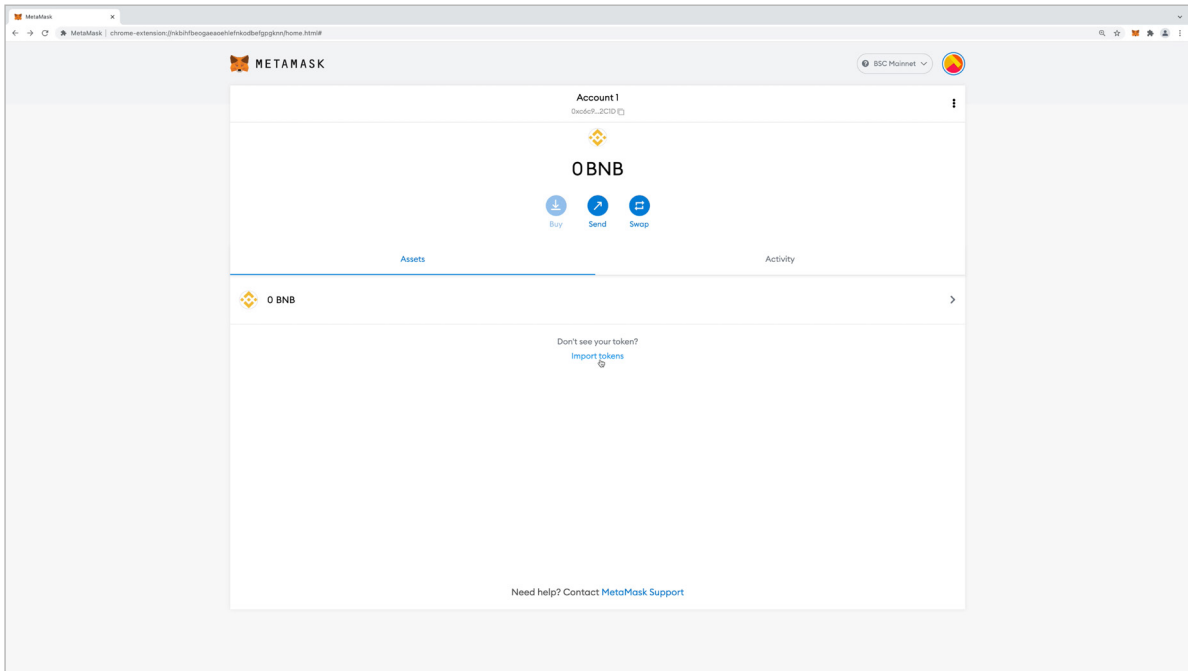 MetaMask
MetaMask | chrome-extension://nkbihfbeogaeaoehlefnkodbefgpgknn/home.html#
METAMASK
BSC Mainnet
Account 1
0xc6c9...2C1D
0 BNB
Buy Send Swap
Assets Activity
0 BNB
Don't see your token?
Import tokens
Need help? Contact MetaMask Support